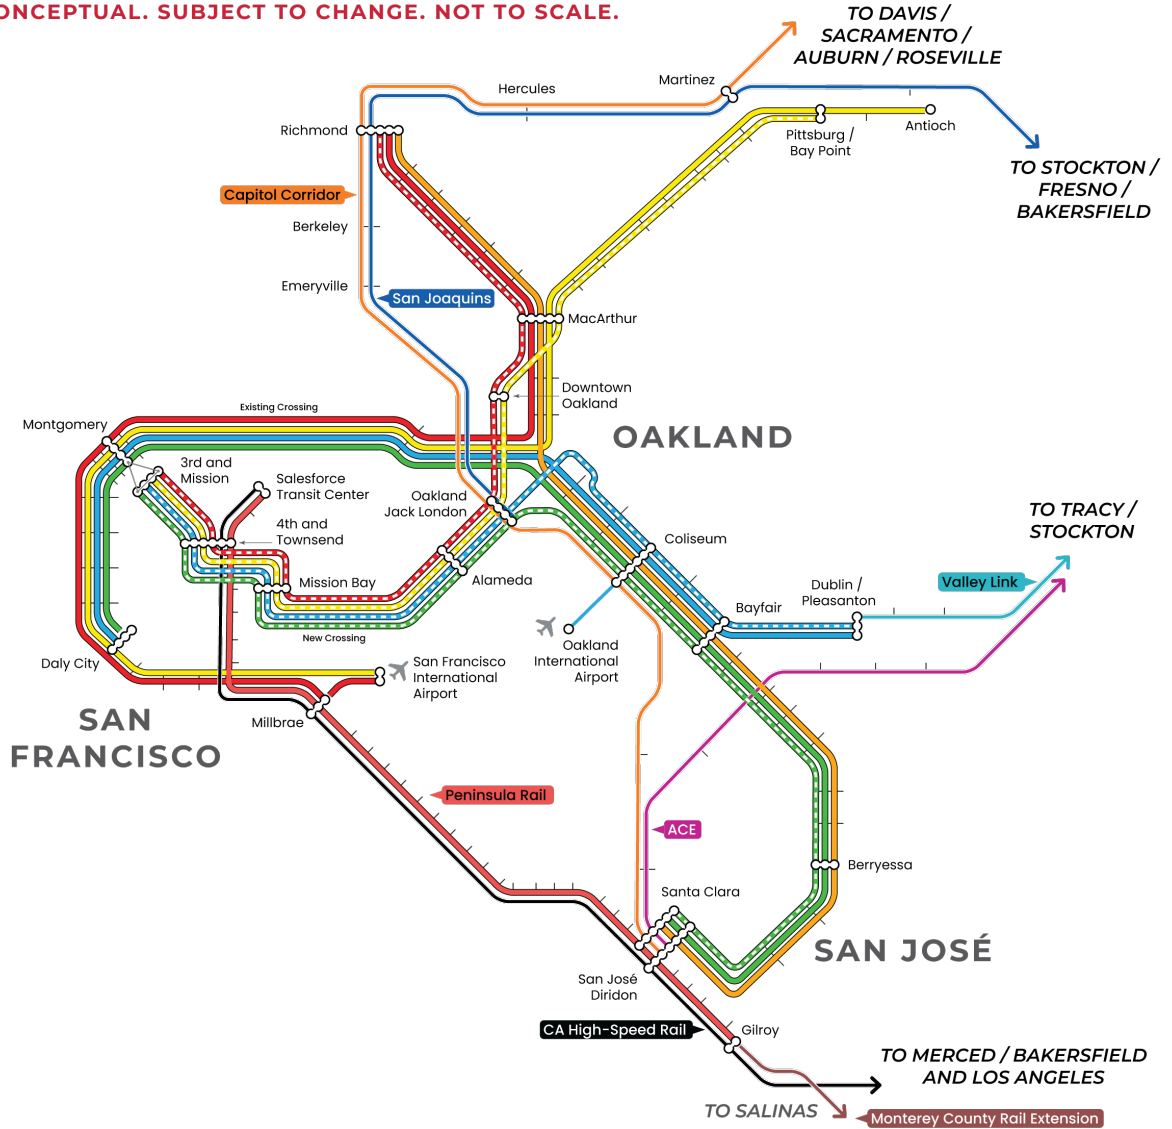 ONCEPTUAL. SUBJECT TO CHANGE. NOT TO SCALE.
TO DAVIS /
SACRAMENTO /
AUBURN / ROSEVILLE
Martinez
Hercules
Richmond
Pittsburg /
Bay Point
Antioch
TO STOCKTON /
FRESNO /
BAKERSFIELD
Capitol Corridor
Berkeley
Emeryville
San Joaquins
MacArthur
Downtown
Oakland
Existing Crossing
Montgomery
OAKLAND
3rd and
Mission
Salesforce
Transit Center
Oakland
Jack London
4th and
Townsend
TO TRACY /
STOCKTON
Coliseum
Mission Bay
Alameda
Valley Link
Dublin /
Pleasanton
Bayfair
New Crossing
Oakland
International
Airport
Daly City
San Francisco
International
Airport
SAN
FRANCISCO
Millbrae
Peninsula Rail
ACE
Berryessa
Santa Clara
SAN JOSÉ
San José
Diridon
CA High-Speed Rail
Gilroy
TO MERCED / BAKERSFIELD
AND LOS ANGELES
TO SALINAS
Monterey County Rail Extension